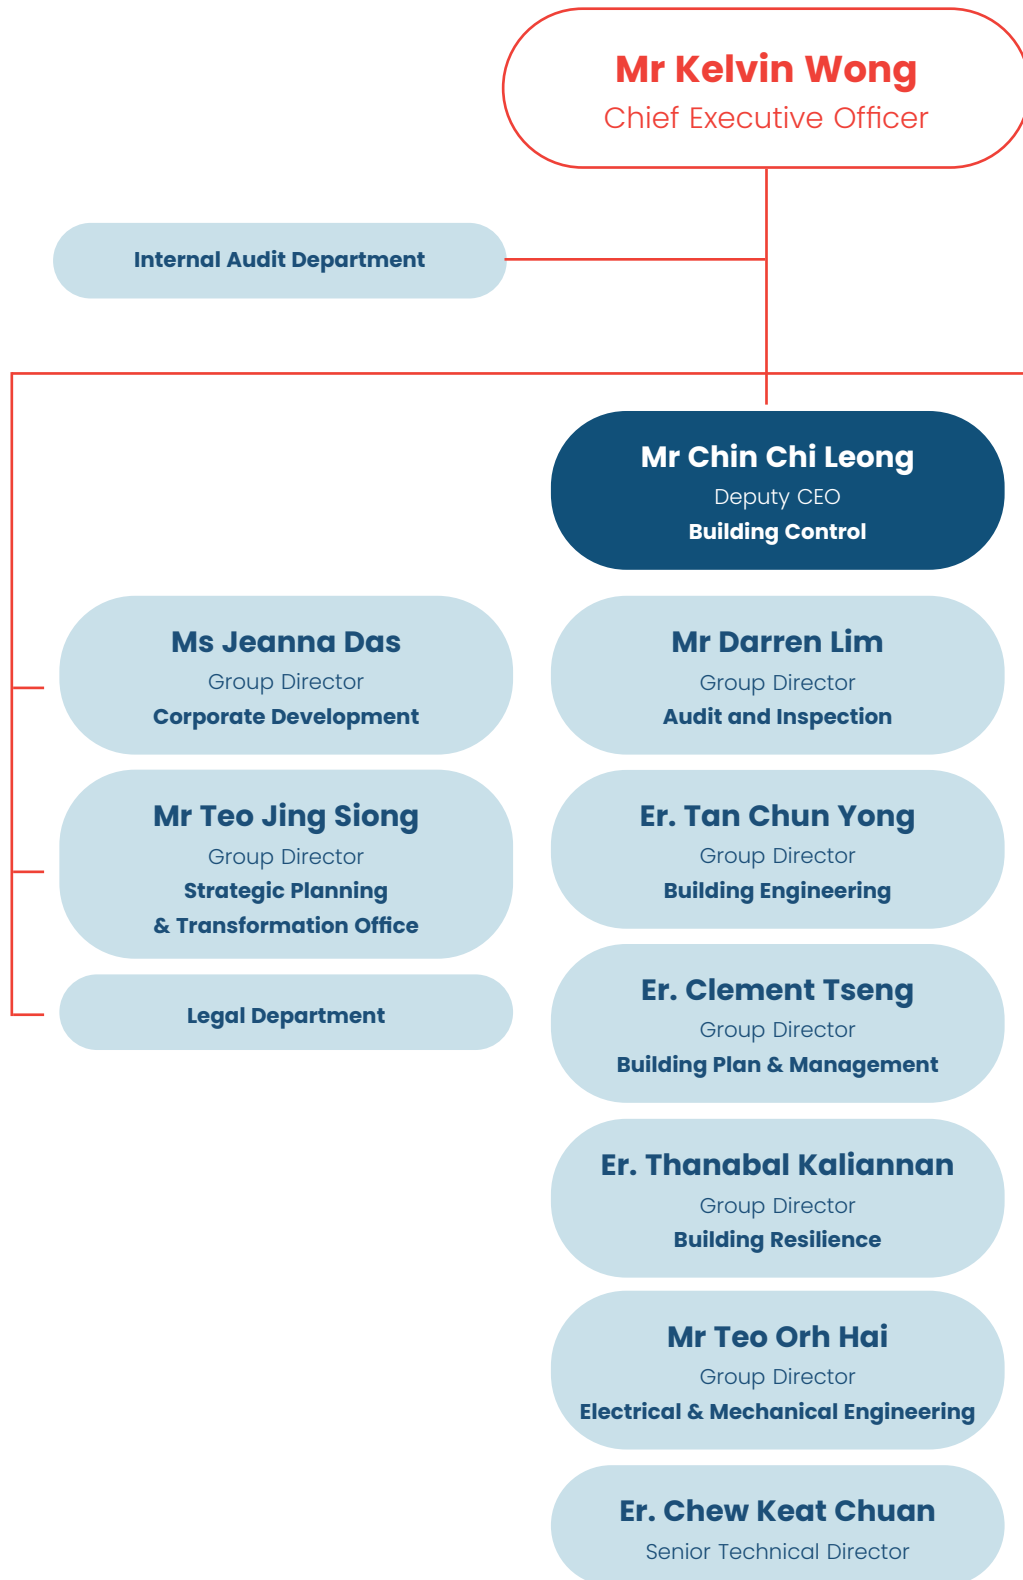 Mr Kelvin Wong
Chief Executive Officer
Internal Audit Department
Mr Chin Chi Leong
Deputy CEO
Building Control
Ms Jeanna Das
Group Director
Corporate Development
Mr Teo Jing Siong
Group Director
Strategic Planning
& Transformation Office
Legal Department
Mr Darren Lim
Group Director
Audit and Inspection
Er. Tan Chun Yong
Group Director
Building Engineering
Er. Clement Tseng
Group Director
Building Plan & Management
Er. Thanabal Kaliannan
Group Director
Building Resilience
Mr Teo Orh Hai
Group Director
Electrical & Mechanical Engineering
Er. Chew Keat Chuan
Senior Technical Director